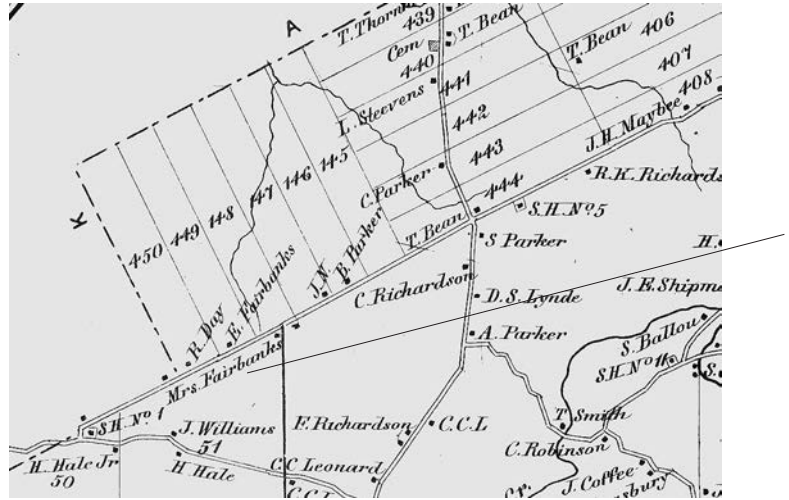 A
T. Thorn
439
T. Bean
Cem
440
T. Bean
406
L. Steevens
441
407
408
442
J.H. Maybee
443
C. Parker
444
R.K. Richards
K
450
449
148
147
146
145
T. Bean
S.H. No 5
S Parker
H.
J.N.
B. Parker
R. Day
E. Fairbanks
C. Richardson
D.S. Lynde
J.E. Shipm
A. Parker
S. Ballou
Mrs. Fairbanks
S.H. No
S.
S.H. No 1
J. Williams
51
F. Richardson
C.C.L
T. Smith
C. Robinson
H. Hale Jr
50
H Hale
C.C Leonard
C.C.L
Cr.
J. Coffee
sbury
J.